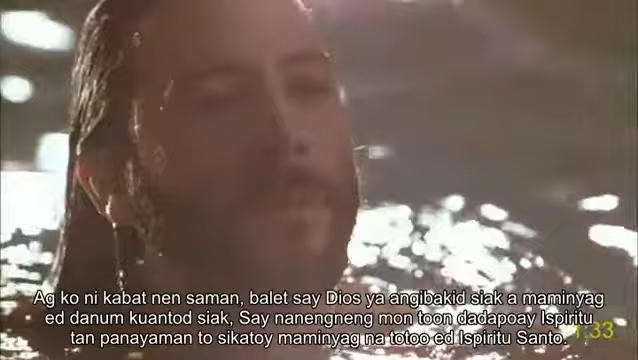 Ag ko ni kabat nen saman, balet say Dios ya angibakid siak a maminyag
ed danum kuantod siak, Say nanengneng mon toon dadapoay Ispiritu
tan panayaman to sikatoy maminyag na totoo ed Ispiritu Santo.
1:33